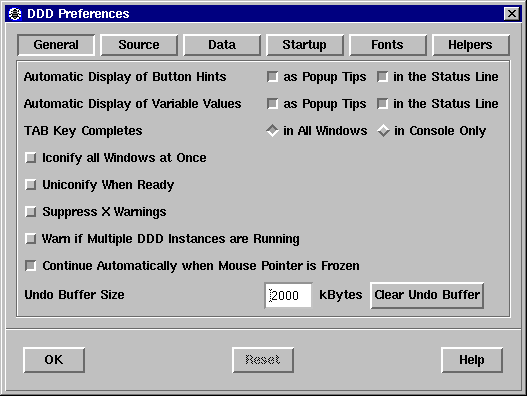 DDD Preferences
General Source Data Startup Fonts Helpers
Automatic Display of Button Hints as Popup Tips in the Status Line
Automatic Display of Variable Values as Popup Tips in the Status Line
TAB Key Completes in All Windows in Console Only
Iconify all Windows at Once
Uniconify When Ready
Suppress X Warnings
Warn if Multiple DDD Instances are Running
Continue Automatically when Mouse Pointer is Frozen
Undo Buffer Size 2000 kBytes Clear Undo Buffer
OK Reset Help